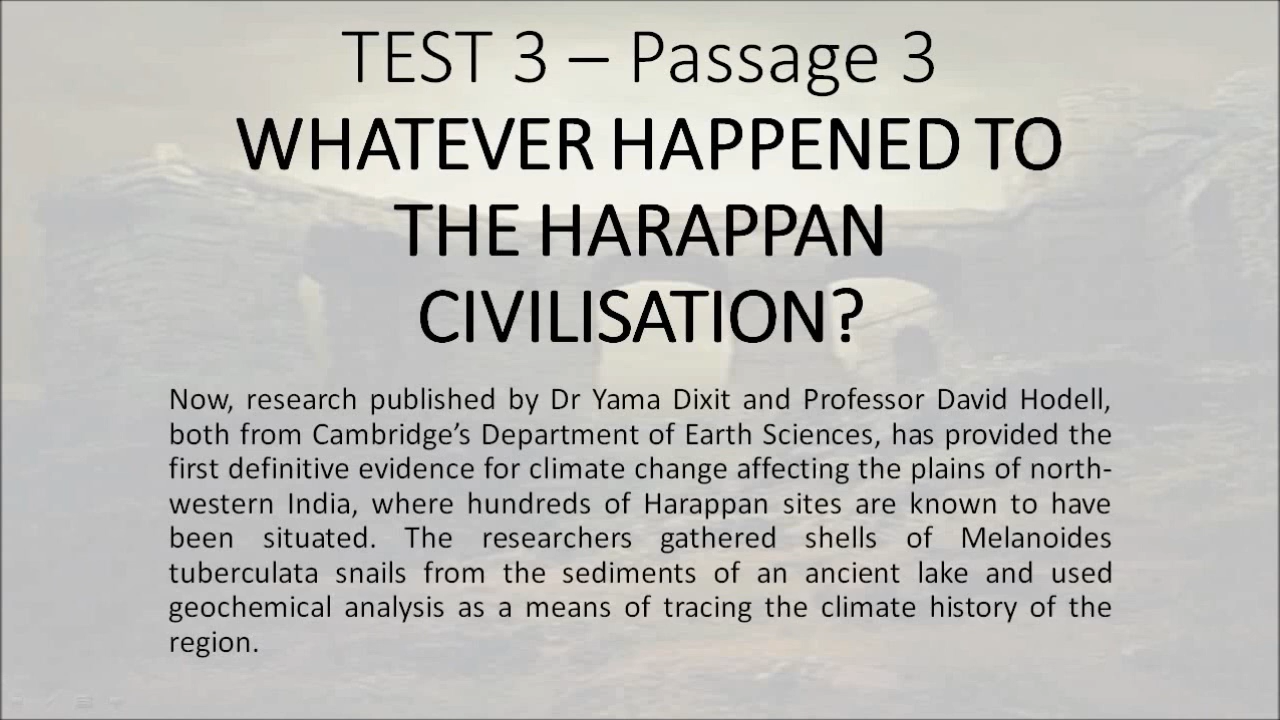 TEST 3 – Passage 3
WHATEVER HAPPENED TO
THE HARAPPAN
CIVILISATION?
Now, research published by Dr Yama Dixit and Professor David Hodell,
both from Cambridge’s Department of Earth Sciences, has provided the
first definitive evidence for climate change affecting the plains of north-
western India, where hundreds of Harappan sites are known to have
been situated. The researchers gathered shells of Melanoides
tuberculata snails from the sediments of an ancient lake and used
geochemical analysis as a means of tracing the climate history of the
region.